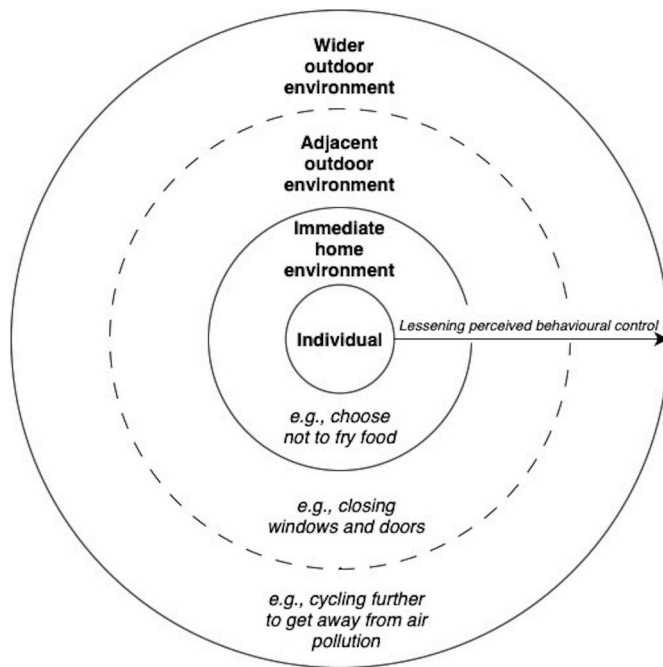 Wider
outdoor
environment
Adjacent
outdoor
environment
Immediate
home
environment
Lessening perceived behavioural control
Individual
e.g., choose
not to fry food
e.g., closing
windows and doors
e.g., cycling further
to get away from air
pollution